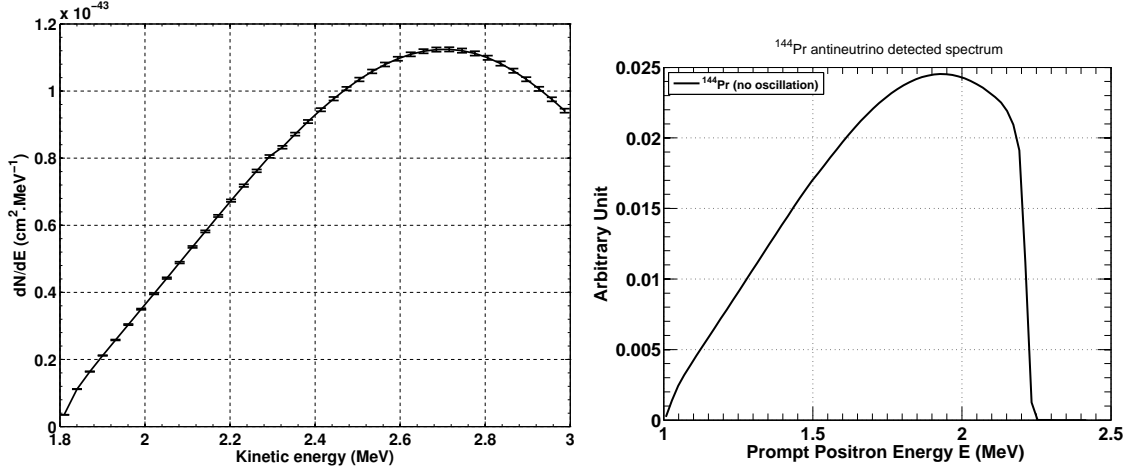 x 10⁻⁴³
1.2
1
0.8
0.6
0.4
0.2
0
dN/dE (cm².MeV⁻¹)
1.8 2 2.2 2.4 2.6 2.8 3
Kinetic energy (MeV)
¹⁴⁴Pr antineutrino detected spectrum
¹⁴⁴Pr (no oscillation)
0.025
0.02
0.015
0.01
0.005
0
Arbitrary Unit
1 1.5 2 2.5
Prompt Positron Energy E (MeV)